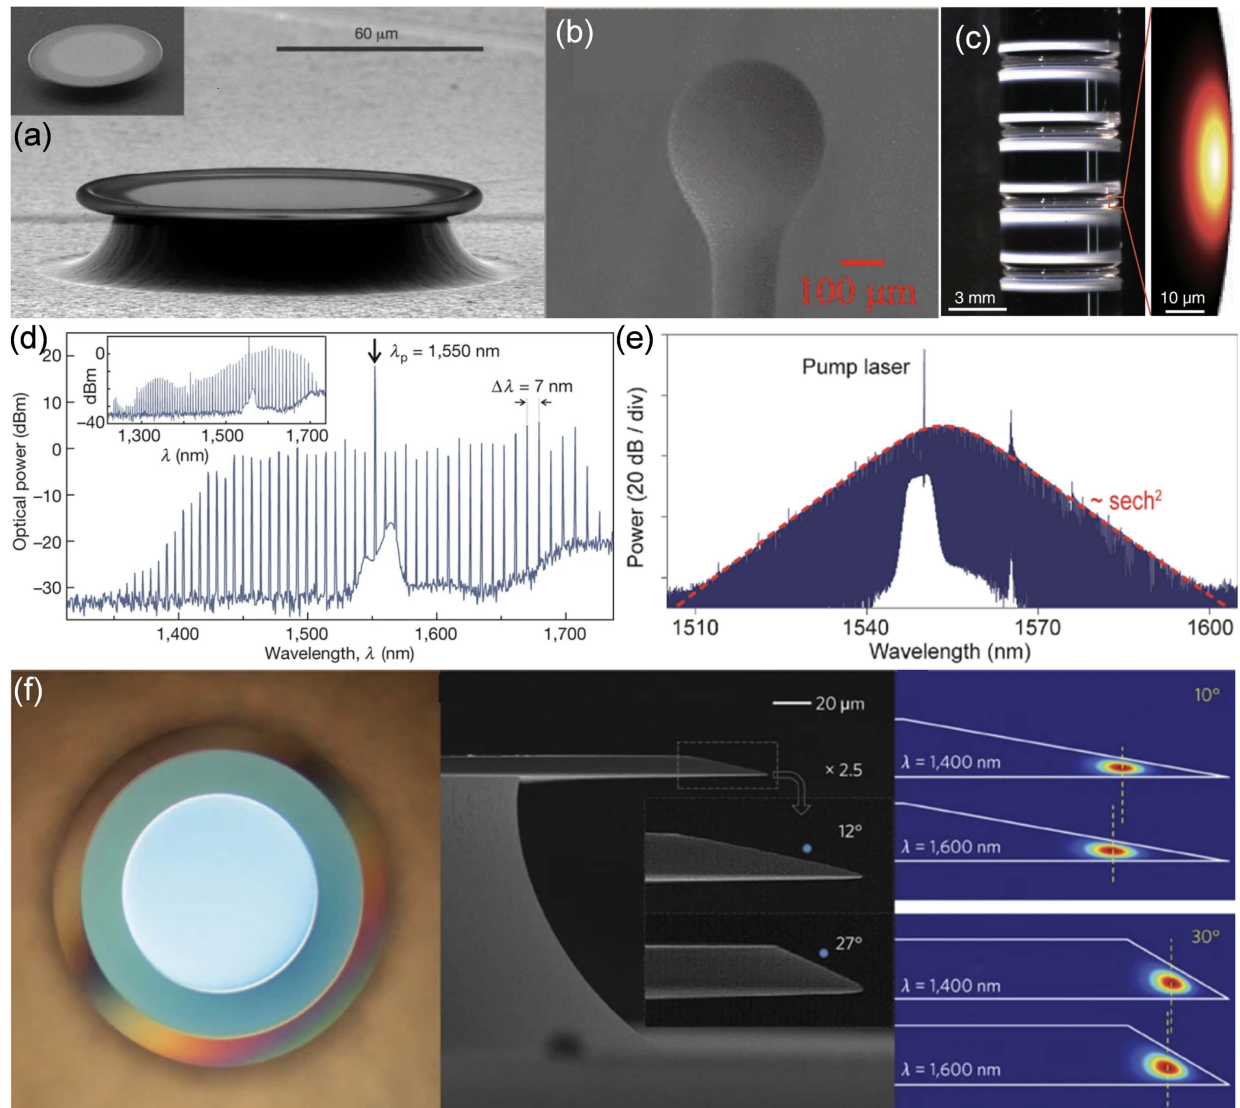 (a)
60 μm
(b)
100 μm
(c)
3 mm
10 μm
(d)
20
10
0
−10
−20
−30
Optical power (dBm)
0
−40
dBm
1,300
1,500
1,700
λ (nm)
λp = 1,550 nm
Δλ = 7 nm
1,400
1,500
1,600
1,700
Wavelength, λ (nm)
(e)
Pump laser
~ sech²
Power (20 dB / div)
1510
1540
1570
1600
Wavelength (nm)
(f)
20 μm
× 2.5
12°
27°
10°
λ = 1,400 nm
λ = 1,600 nm
30°
λ = 1,400 nm
λ = 1,600 nm